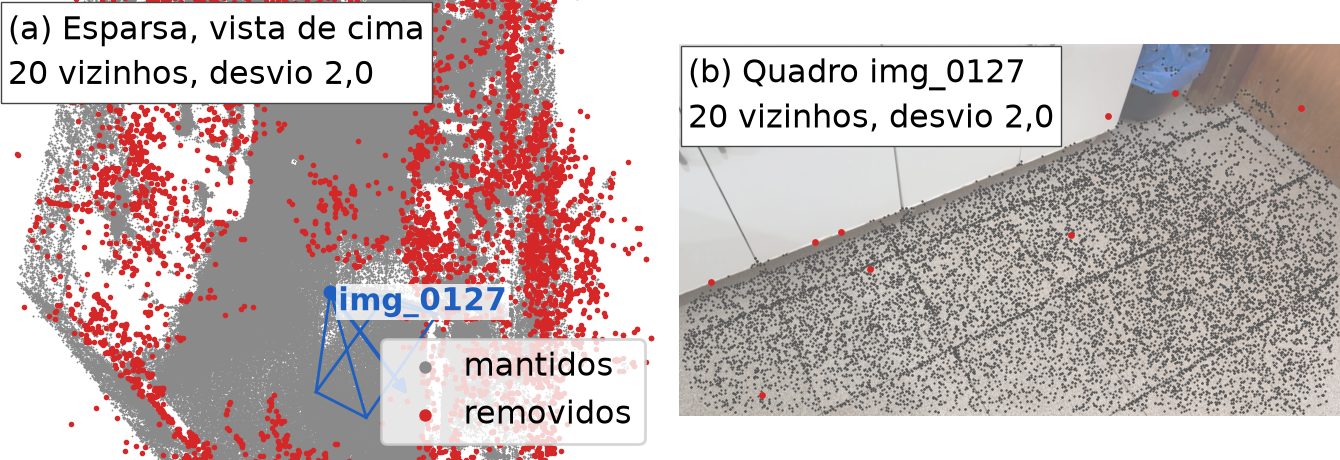 (a) Esparsa, vista de cima
20 vizinhos, desvio 2,0
img_0127
mantidos
removidos
(b) Quadro img_0127
20 vizinhos, desvio 2,0